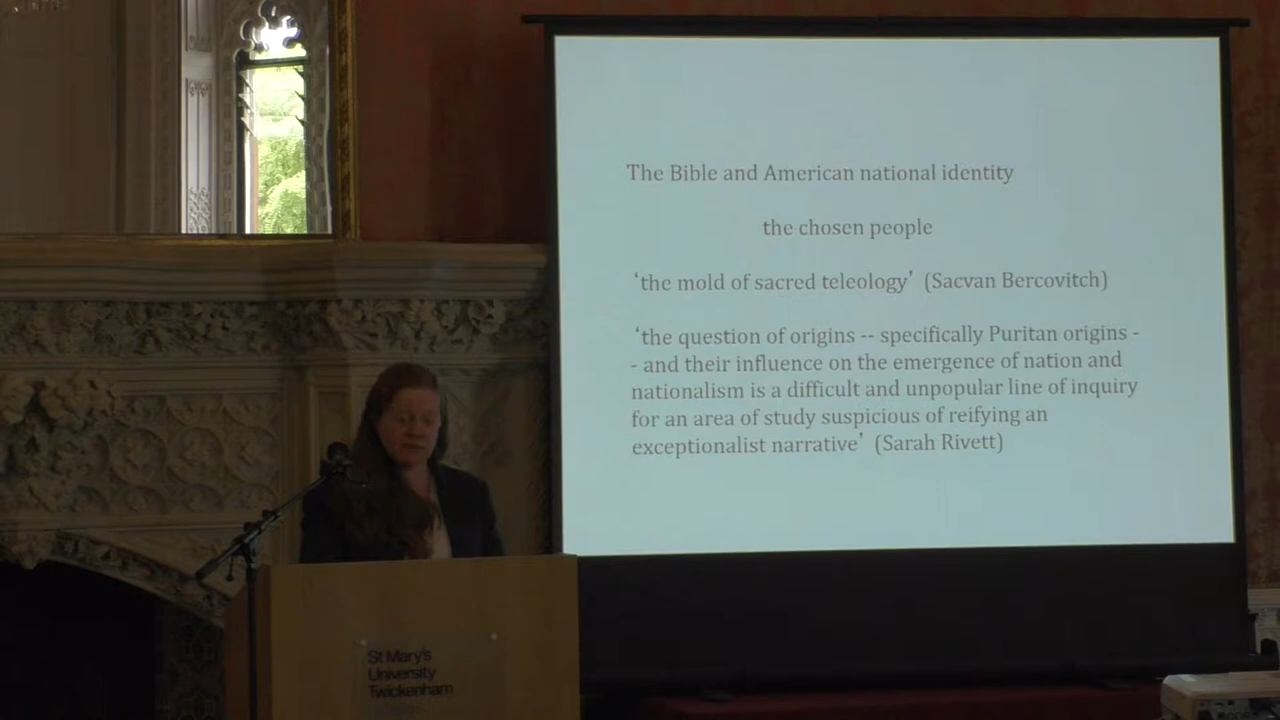 The Bible and American national identity
the chosen people
‘the mold of sacred teleology’ (Sacvan Bercovitch)
‘the question of origins -- specifically Puritan origins -
- and their influence on the emergence of nation and
nationalism is a difficult and unpopular line of inquiry
for an area of study suspicious of reifying an
exceptionalist narrative’ (Sarah Rivett)
St Mary's
University
Twickenham